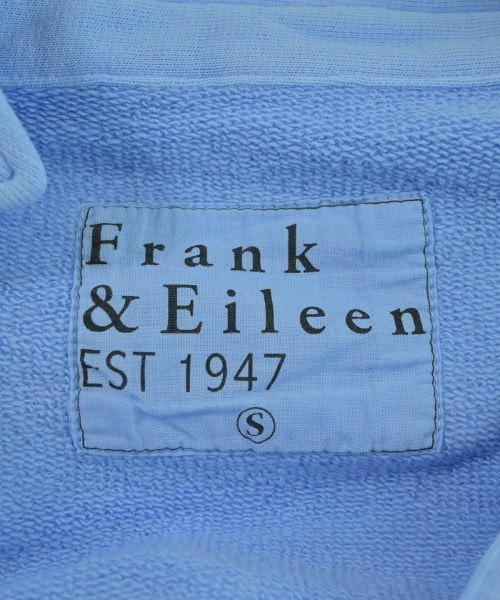 Frank
& Eileen
EST 1947
S